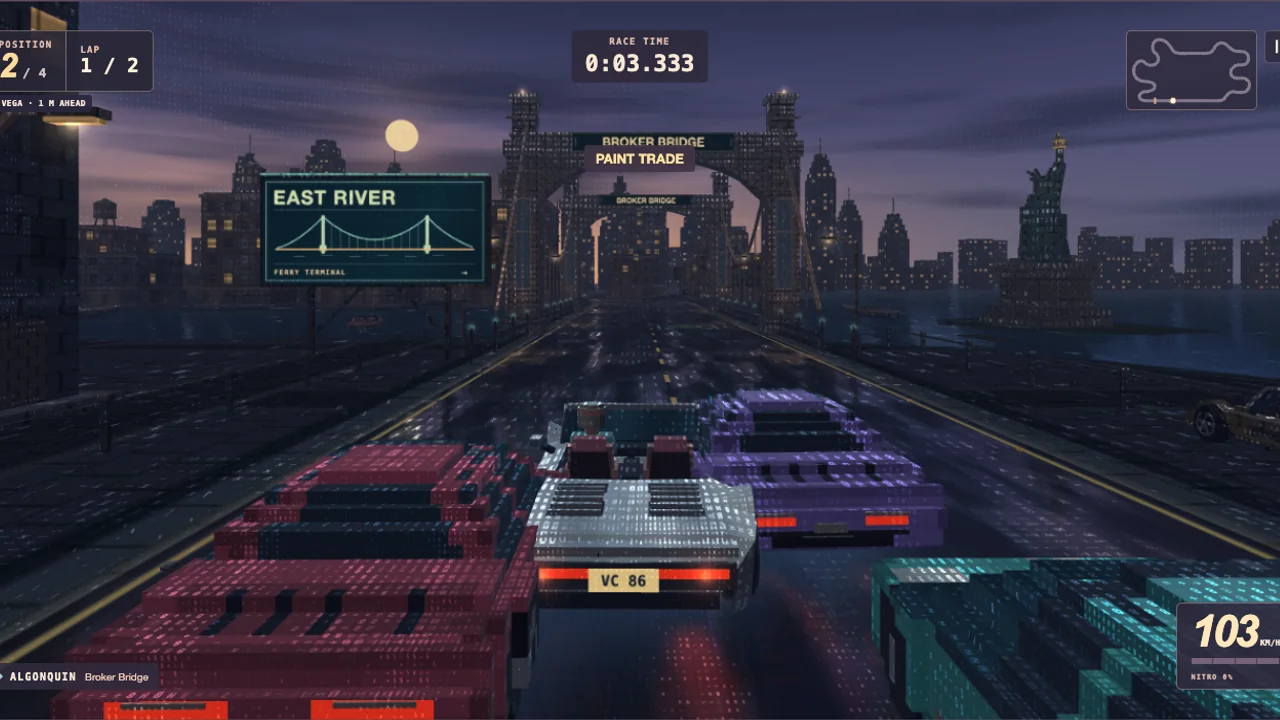 POSITION
2 / 4
LAP
1 / 2
VEGA · 1 M AHEAD
RACE TIME
0:03.333
BROKER BRIDGE
PAINT TRADE
BROKER BRIDGE
EAST RIVER
FERRY TERMINAL →
VC 86
103 KM/H
NITRO 0%
ALGONQUIN Broker Bridge